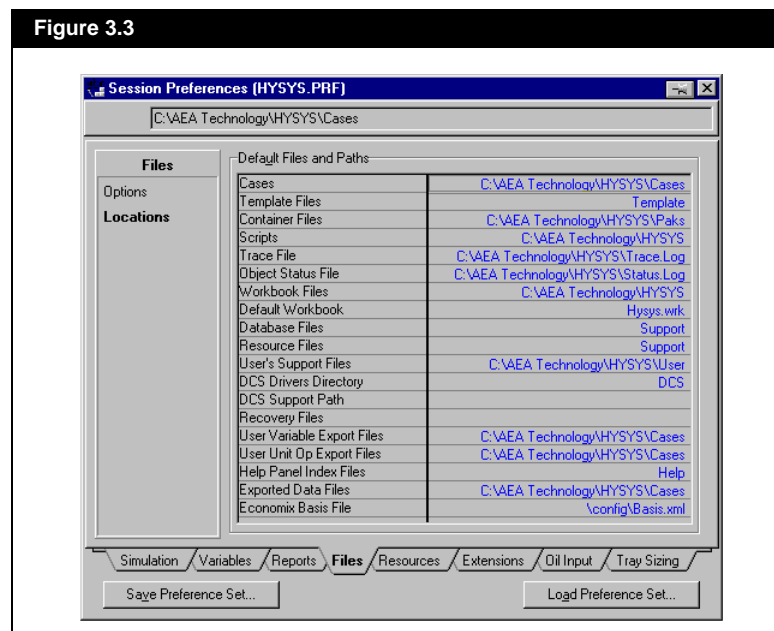 Figure 3.3
Session Preferences (HYSYS.PRF)
C:\AEA Technology\HYSYS\Cases
Files
Options
Locations
Default Files and Paths
Cases C:\AEA Technology\HYSYS\Cases
Template Files Template
Container Files C:\AEA Technology\HYSYS\Paks
Scripts C:\AEA Technology\HYSYS
Trace File C:\AEA Technology\HYSYS\Trace.Log
Object Status File C:\AEA Technology\HYSYS\Status.Log
Workbook Files C:\AEA Technology\HYSYS
Default Workbook Hysys.wrk
Database Files Support
Resource Files Support
User's Support Files C:\AEA Technology\HYSYS\User
DCS Drivers Directory DCS
DCS Support Path
Recovery Files
User Variable Export Files C:\AEA Technology\HYSYS\Cases
User Unit Op Export Files C:\AEA Technology\HYSYS\Cases
Help Panel Index Files Help
Exported Data Files C:\AEA Technology\HYSYS\Cases
Economix Basis File \config\Basis.xml
Simulation Variables Reports Files Resources Extensions Oil Input Tray Sizing
Save Preference Set... Load Preference Set...